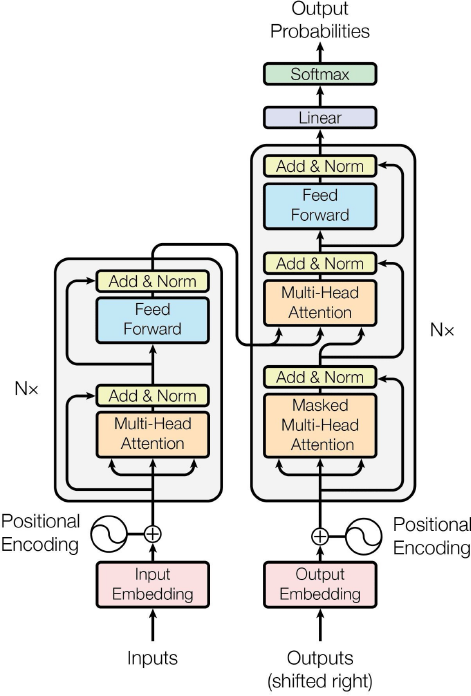 Output
Probabilities
Softmax
Linear
Add & Norm
Feed
Forward
Add & Norm
Multi-Head
Attention
Add & Norm
Masked
Multi-Head
Attention
N×
Add & Norm
Feed
Forward
Add & Norm
Multi-Head
Attention
N×
Positional
Encoding
Input
Embedding
Inputs
Positional
Encoding
Output
Embedding
Outputs
(shifted right)